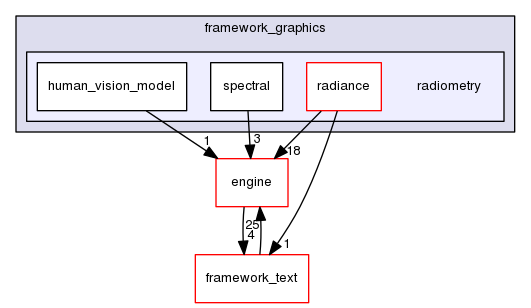 framework_graphics
human_vision_model
spectral
radiance
radiometry
1
3
18
engine
25
4
1
framework_text